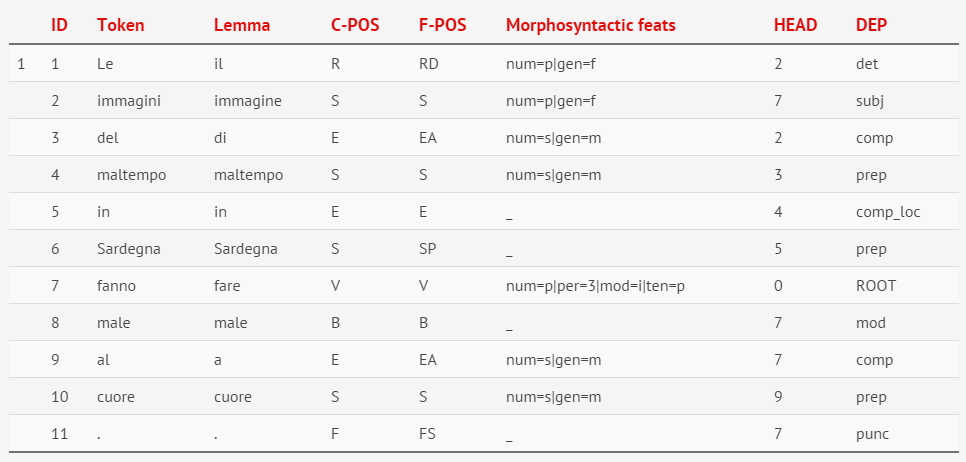 ID Token Lemma C-POS F-POS Morphosyntactic feats HEAD DEP
1 1 Le il R RD num=p|gen=f 2 det
2 immagini immagine S S num=p|gen=f 7 subj
3 del di E EA num=s|gen=m 2 comp
4 maltempo maltempo S S num=s|gen=m 3 prep
5 in in E E _ 4 comp_loc
6 Sardegna Sardegna S SP _ 5 prep
7 fanno fare V V num=p|per=3|mod=i|ten=p 0 ROOT
8 male male B B _ 7 mod
9 al a E EA num=s|gen=m 7 comp
10 cuore cuore S S num=s|gen=m 9 prep
11 . . F FS _ 7 punc